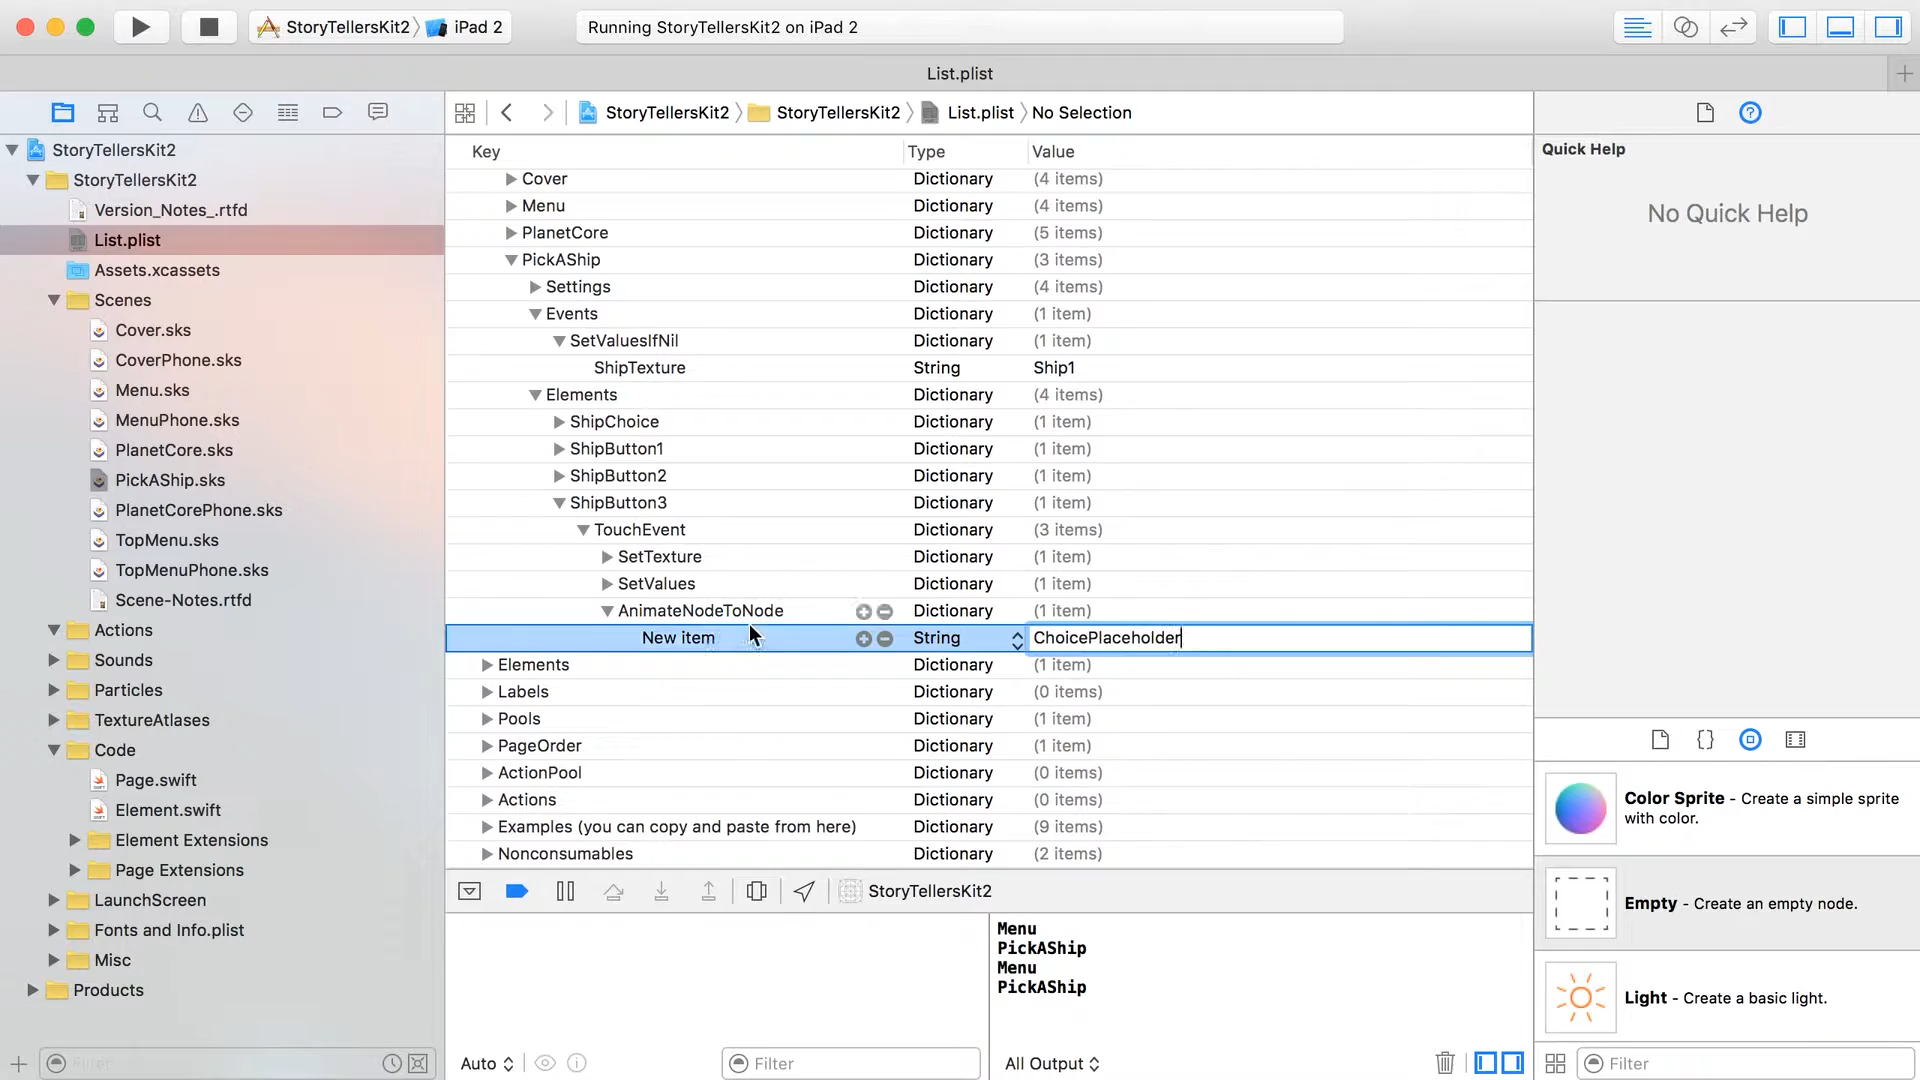 StoryTellersKit2 iPad 2
Running StoryTellersKit2 on iPad 2
List.plist
StoryTellersKit2 StoryTellersKit2 List.plist No Selection
StoryTellersKit2
StoryTellersKit2
Version_Notes_.rtfd
List.plist
Assets.xcassets
Scenes
Cover.sks
CoverPhone.sks
Menu.sks
MenuPhone.sks
PlanetCore.sks
PickAShip.sks
PlanetCorePhone.sks
TopMenu.sks
TopMenuPhone.sks
Scene-Notes.rtfd
Actions
Sounds
Particles
TextureAtlases
Code
Page.swift
Element.swift
Element Extensions
Page Extensions
LaunchScreen
Fonts and Info.plist
Misc
Products
Filter
Key Type Value
Cover Dictionary (4 items)
Menu Dictionary (4 items)
PlanetCore Dictionary (5 items)
PickAShip Dictionary (3 items)
Settings Dictionary (4 items)
Events Dictionary (1 item)
SetValuesIfNil Dictionary (1 item)
ShipTexture String Ship1
Elements Dictionary (4 items)
ShipChoice Dictionary (1 item)
ShipButton1 Dictionary (1 item)
ShipButton2 Dictionary (1 item)
ShipButton3 Dictionary (1 item)
TouchEvent Dictionary (3 items)
SetTexture Dictionary (1 item)
SetValues Dictionary (1 item)
AnimateNodeToNode Dictionary (1 item)
New item String ChoicePlaceholder
Elements Dictionary (1 item)
Labels Dictionary (0 items)
Pools Dictionary (1 item)
PageOrder Dictionary (1 item)
ActionPool Dictionary (0 items)
Actions Dictionary (0 items)
Examples (you can copy and paste from here) Dictionary (9 items)
Nonconsumables Dictionary (2 items)
StoryTellersKit2
Menu
PickAShip
Menu
PickAShip
Auto
Filter
All Output
Quick Help
No Quick Help
Color Sprite - Create a simple sprite
with color.
Empty - Create an empty node.
Light - Create a basic light.
Filter